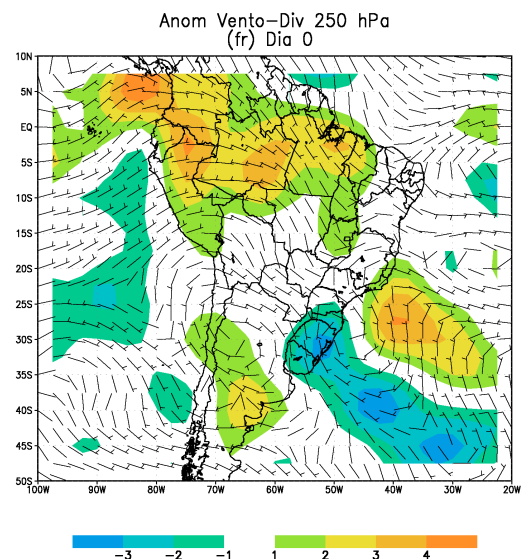 Anom Vento-Div 250 hPa
(fr) Dia 0
10N
5N
EQ
5S
10S
15S
20S
25S
30S
35S
40S
45S
50S
100W 90W 80W 70W 60W 50W 40W 30W 20W
-3 -2 -1 1 2 3 4